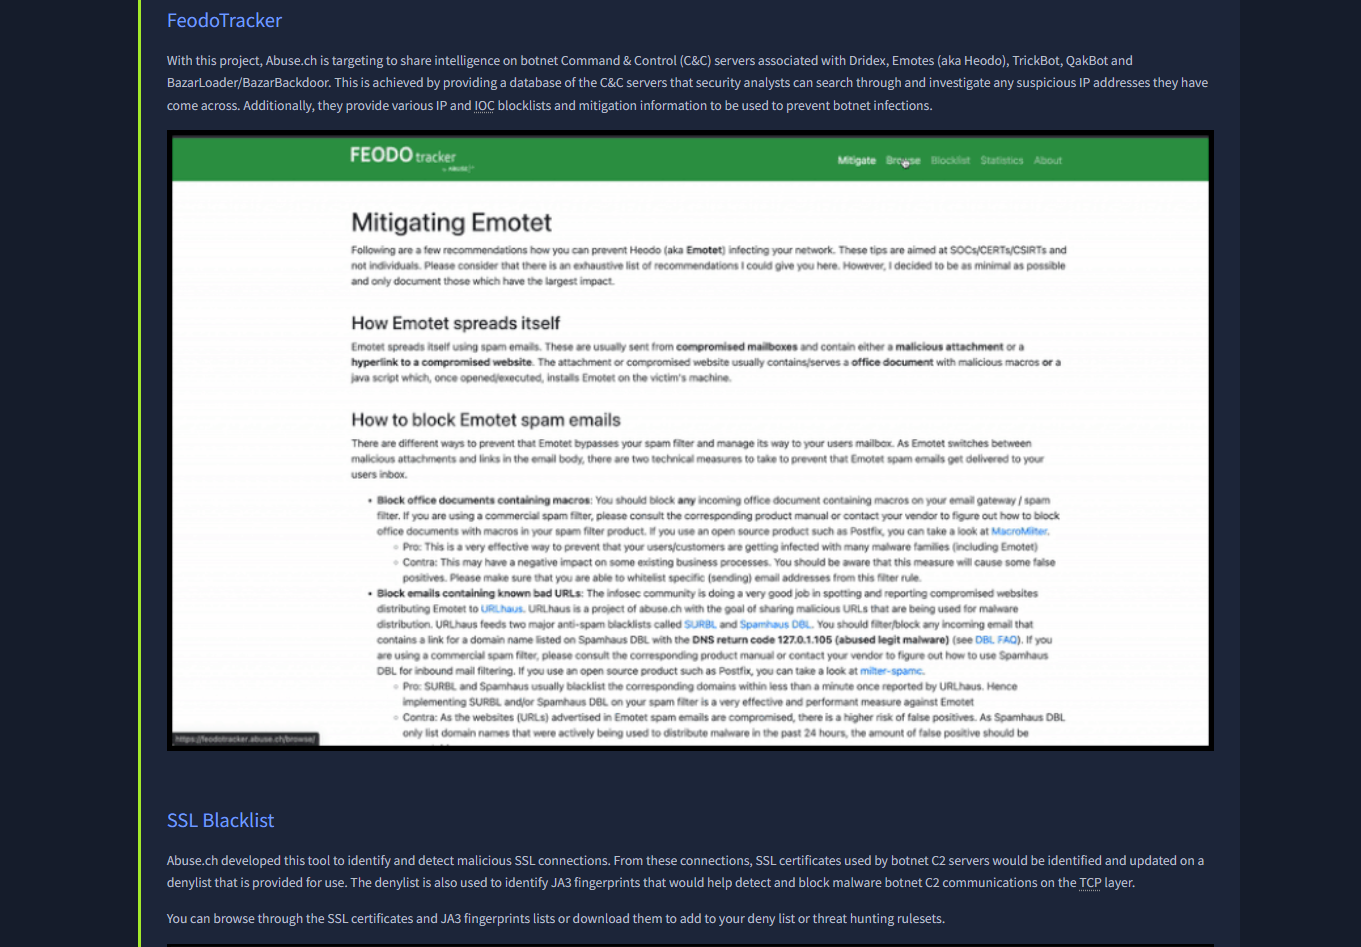 FeodoTracker
With this project, Abuse.ch is targeting to share intelligence on botnet Command & Control (C&C) servers associated with Dridex, Emotes (aka Heodo), TrickBot, QakBot and
BazarLoader/BazarBackdoor. This is achieved by providing a database of the C&C servers that security analysts can search through and investigate any suspicious IP addresses they have
come across. Additionally, they provide various IP and IOC blocklists and mitigation information to be used to prevent botnet infections.
FEODO tracker
by ABUSE|ch
Mitigate Browse Blocklist Statistics About
Mitigating Emotet
Following are a few recommendations how you can prevent Heodo (aka Emotet) infecting your network. These tips are aimed at SOCs/CERTs/CSIRTs and
not individuals. Please consider that there is an exhaustive list of recommendations I could give you here. However, I decided to be as minimal as possible
and only document those which have the largest impact.
How Emotet spreads itself
Emotet spreads itself using spam emails. These are usually sent from compromised mailboxes and contain either a malicious attachment or a
hyperlink to a compromised website. The attachment or compromised website usually contains/serves a office document with malicious macros or a
java script which, once opened/executed, installs Emotet on the victim's machine.
How to block Emotet spam emails
There are different ways to prevent that Emotet bypasses your spam filter and manage its way to your users mailbox. As Emotet switches between
malicious attachments and links in the email body, there are two technical measures to take to prevent that Emotet spam emails get delivered to your
users inbox.
• Block office documents containing macros: You should block any incoming office document containing macros on your email gateway / spam
filter. If you are using a commercial spam filter, please consult the corresponding product manual or contact your vendor to figure out how to block
office documents with macros in your spam filter product. If you use an open source product such as Postfix, you can take a look at MacroMilter.
◦ Pro: This is a very effective way to prevent that your users/customers are getting infected with many malware families (including Emotet)
◦ Contra: This may have a negative impact on some existing business processes. You should be aware that this measure will cause some false
positives. Please make sure that you are able to whitelist specific (sending) email addresses from this filter rule.
• Block emails containing known bad URLs: The infosec community is doing a very good job in spotting and reporting compromised websites
distributing Emotet to URLhaus. URLhaus is a project of abuse.ch with the goal of sharing malicious URLs that are being used for malware
distribution. URLhaus feeds two major anti-spam blacklists called SURBL and Spamhaus DBL. You should filter/block any incoming email that
contains a link for a domain name listed on Spamhaus DBL with the DNS return code 127.0.1.105 (abused legit malware) (see DBL FAQ). If you
are using a commercial spam filter, please consult the corresponding product manual or contact your vendor to figure out how to use Spamhaus
DBL for inbound mail filtering. If you use an open source product such as Postfix, you can take a look at milter-spamc.
◦ Pro: SURBL and Spamhaus usually blacklist the corresponding domains within less than a minute once reported by URLhaus. Hence
implementing SURBL and/or Spamhaus DBL on your spam filter is a very effective and performant measure against Emotet
◦ Contra: As the websites (URLs) advertised in Emotet spam emails are compromised, there is a higher risk of false positives. As Spamhaus DBL
only list domain names that were actively being used to distribute malware in the past 24 hours, the amount of false positive should be
https://feodotracker.abuse.ch/browse/
SSL Blacklist
Abuse.ch developed this tool to identify and detect malicious SSL connections. From these connections, SSL certificates used by botnet C2 servers would be identified and updated on a
denylist that is provided for use. The denylist is also used to identify JA3 fingerprints that would help detect and block malware botnet C2 communications on the TCP layer.
You can browse through the SSL certificates and JA3 fingerprints lists or download them to add to your deny list or threat hunting rulesets.